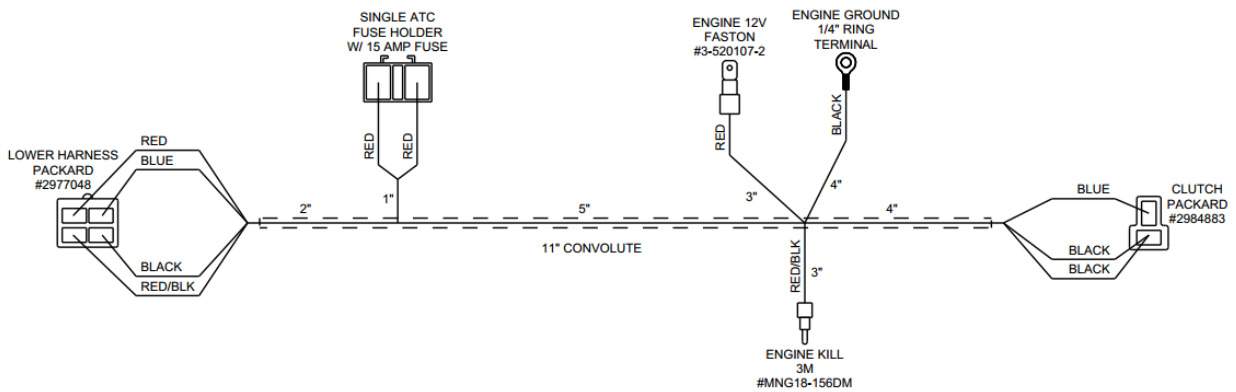 SINGLE ATC
FUSE HOLDER
W/ 15 AMP FUSE
ENGINE 12V
FASTON
#3-520107-2
ENGINE GROUND
1/4" RING
TERMINAL
LOWER HARNESS
PACKARD
#2977048
RED
BLUE
BLACK
RED/BLK
RED
RED
1"
2"
5"
11" CONVOLUTE
RED
3"
BLACK
4"
4"
RED/BLK
3"
ENGINE KILL
3M
#MNG18-156DM
BLUE
BLACK
BLACK
CLUTCH
PACKARD
#2984883